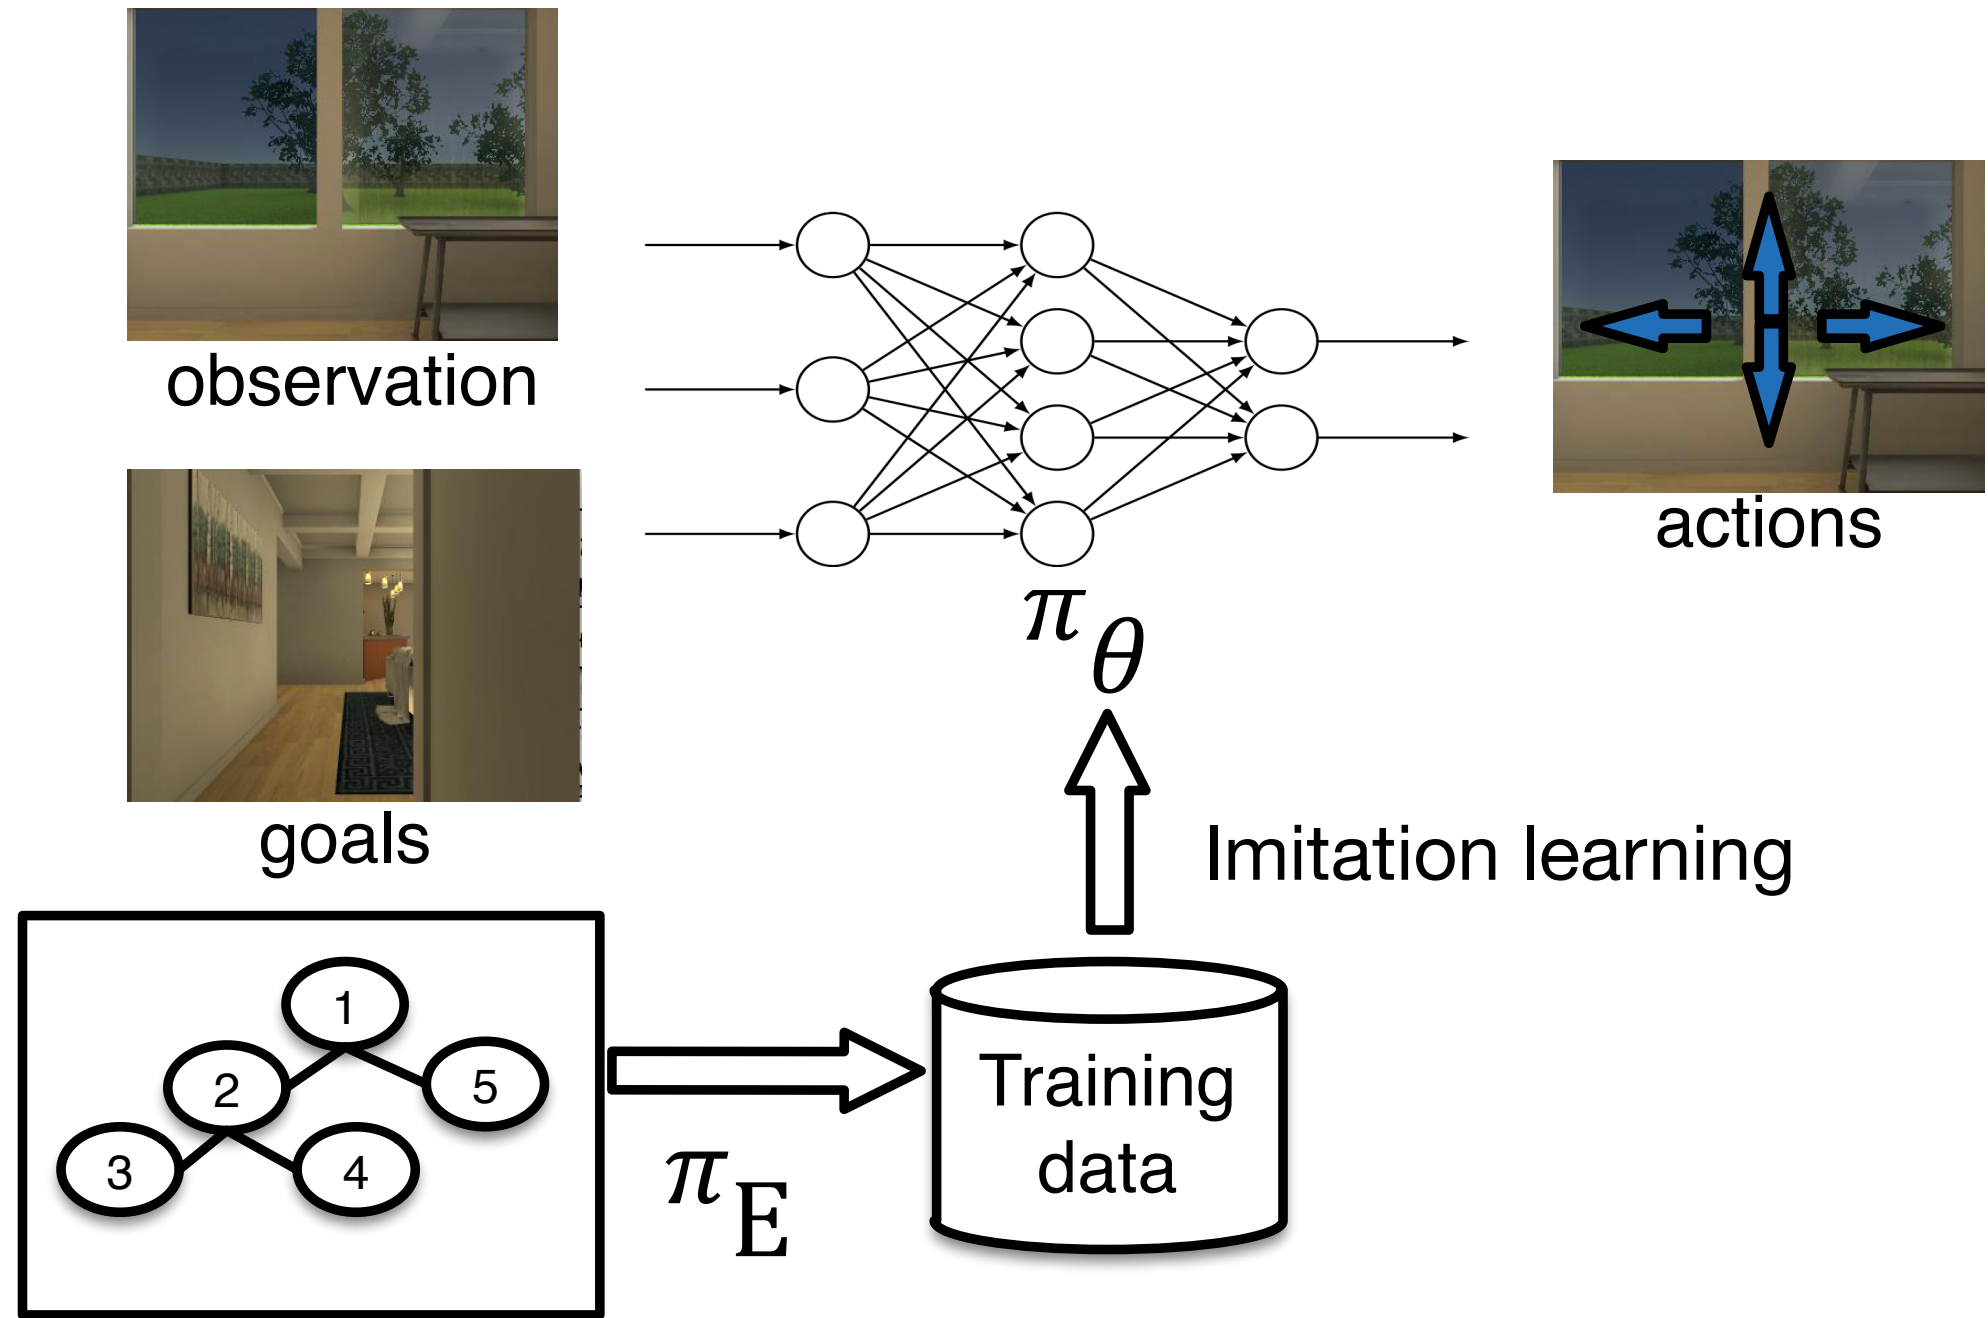 observation
actions
π θ
goals
Imitation learning
1
2
5
3
4
π E
Training
data